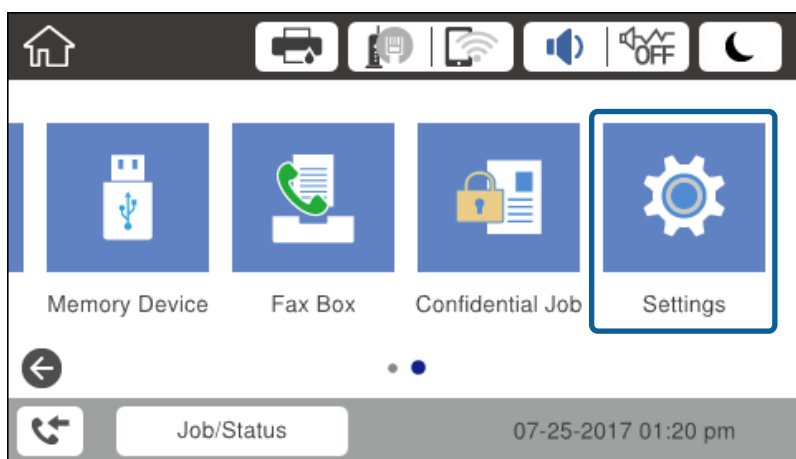 OFF
Memory Device
Fax Box
Confidential Job
Settings
Job/Status
07-25-2017 01:20 pm